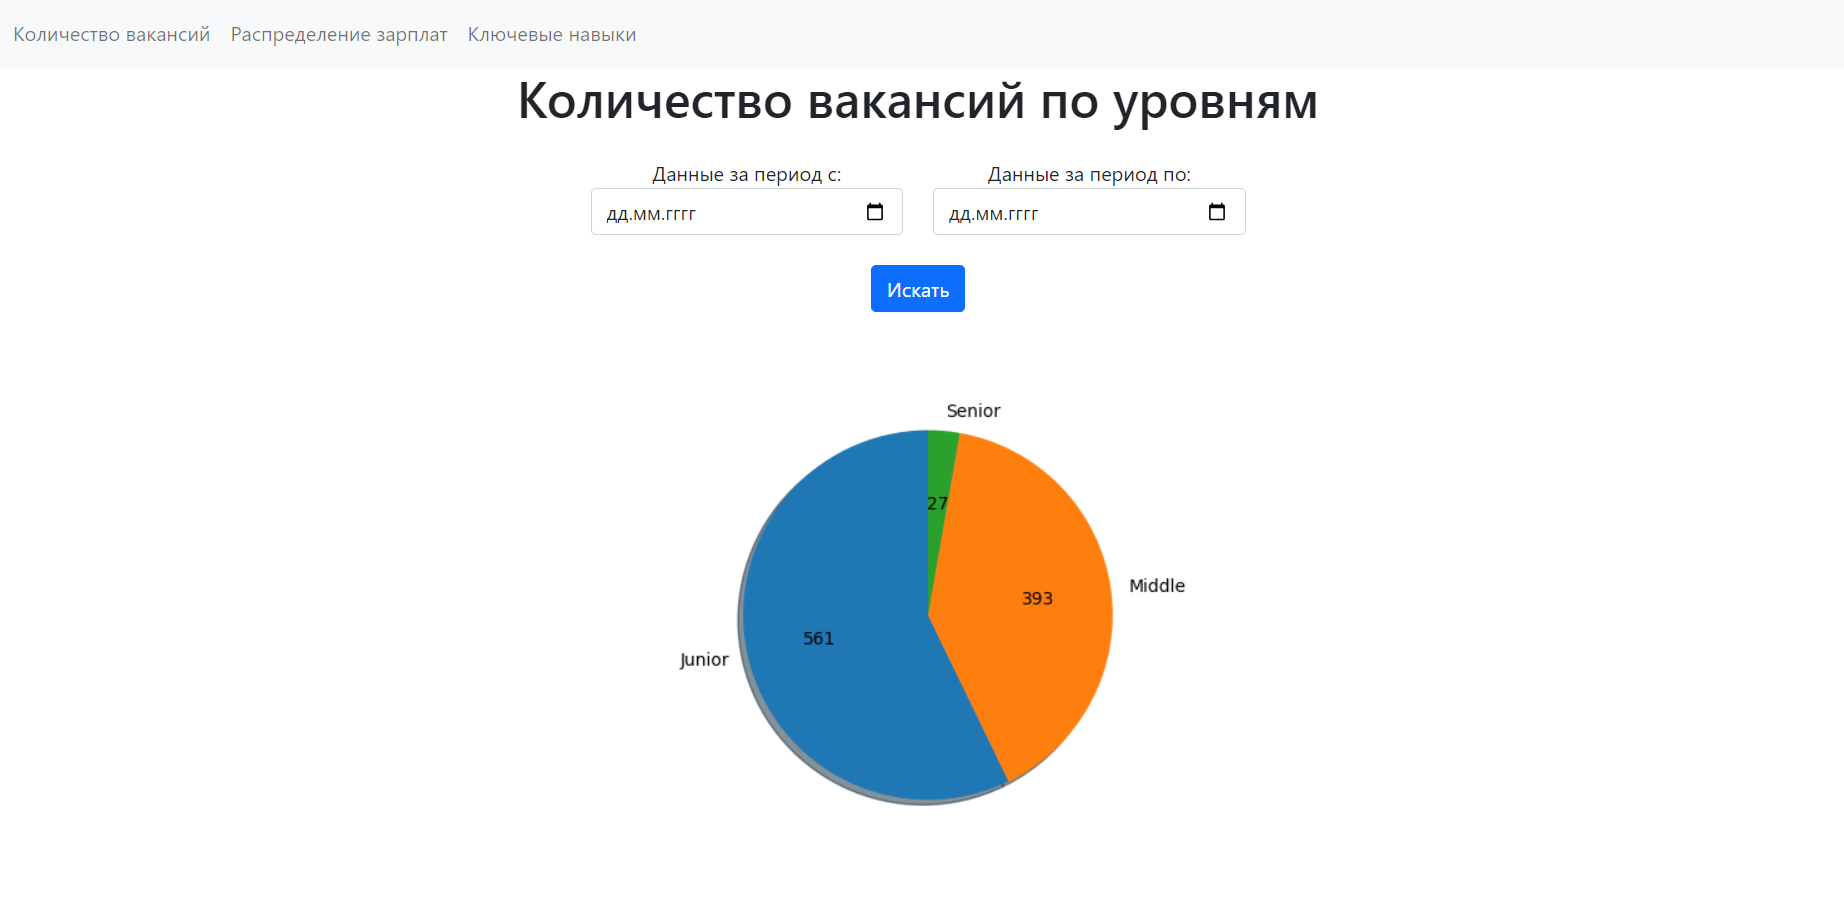 Количество вакансий Распределение зарплат Ключевые навыки
Количество вакансий по уровням
Данные за период с: Данные за период по:
дд.мм.гггг дд.мм.гггг
Искать
Senior
27
Middle
393
561
Junior